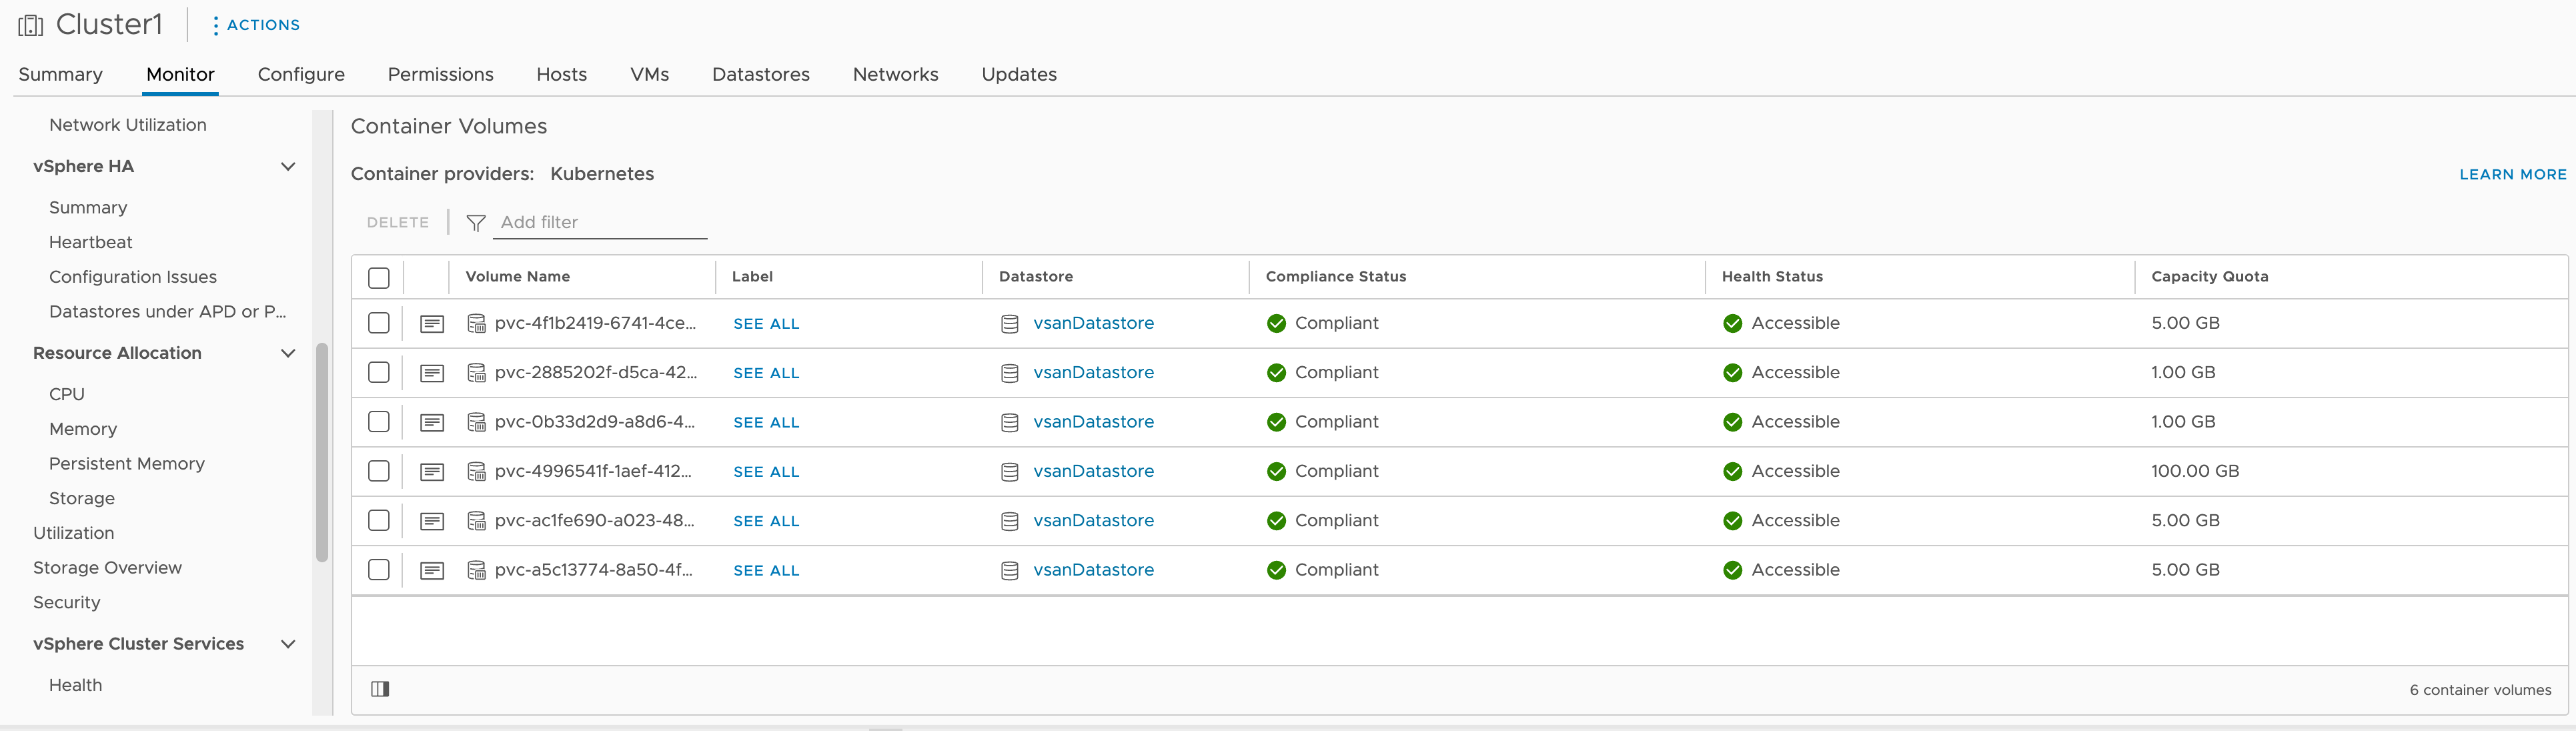 Cluster1
ACTIONS
Summary Monitor Configure Permissions Hosts VMs Datastores Networks Updates
Network Utilization
vSphere HA
Summary
Heartbeat
Configuration Issues
Datastores under APD or P...
Resource Allocation
CPU
Memory
Persistent Memory
Storage
Utilization
Storage Overview
Security
vSphere Cluster Services
Health
Container Volumes
Container providers: Kubernetes
LEARN MORE
DELETE Add filter
Volume Name Label Datastore Compliance Status Health Status Capacity Quota
pvc-4f1b2419-6741-4ce... SEE ALL vsanDatastore Compliant Accessible 5.00 GB
pvc-2885202f-d5ca-42... SEE ALL vsanDatastore Compliant Accessible 1.00 GB
pvc-0b33d2d9-a8d6-4... SEE ALL vsanDatastore Compliant Accessible 1.00 GB
pvc-4996541f-1aef-412... SEE ALL vsanDatastore Compliant Accessible 100.00 GB
pvc-ac1fe690-a023-48... SEE ALL vsanDatastore Compliant Accessible 5.00 GB
pvc-a5c13774-8a50-4f... SEE ALL vsanDatastore Compliant Accessible 5.00 GB
6 container volumes